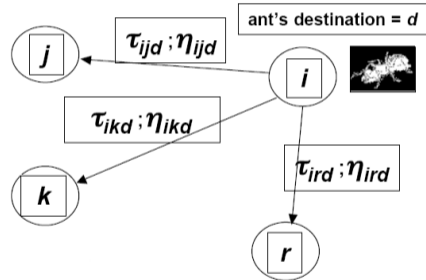 ant's destination = d
τijd ; ηijd
j
i
τikd ; ηikd
τird ; ηird
k
r